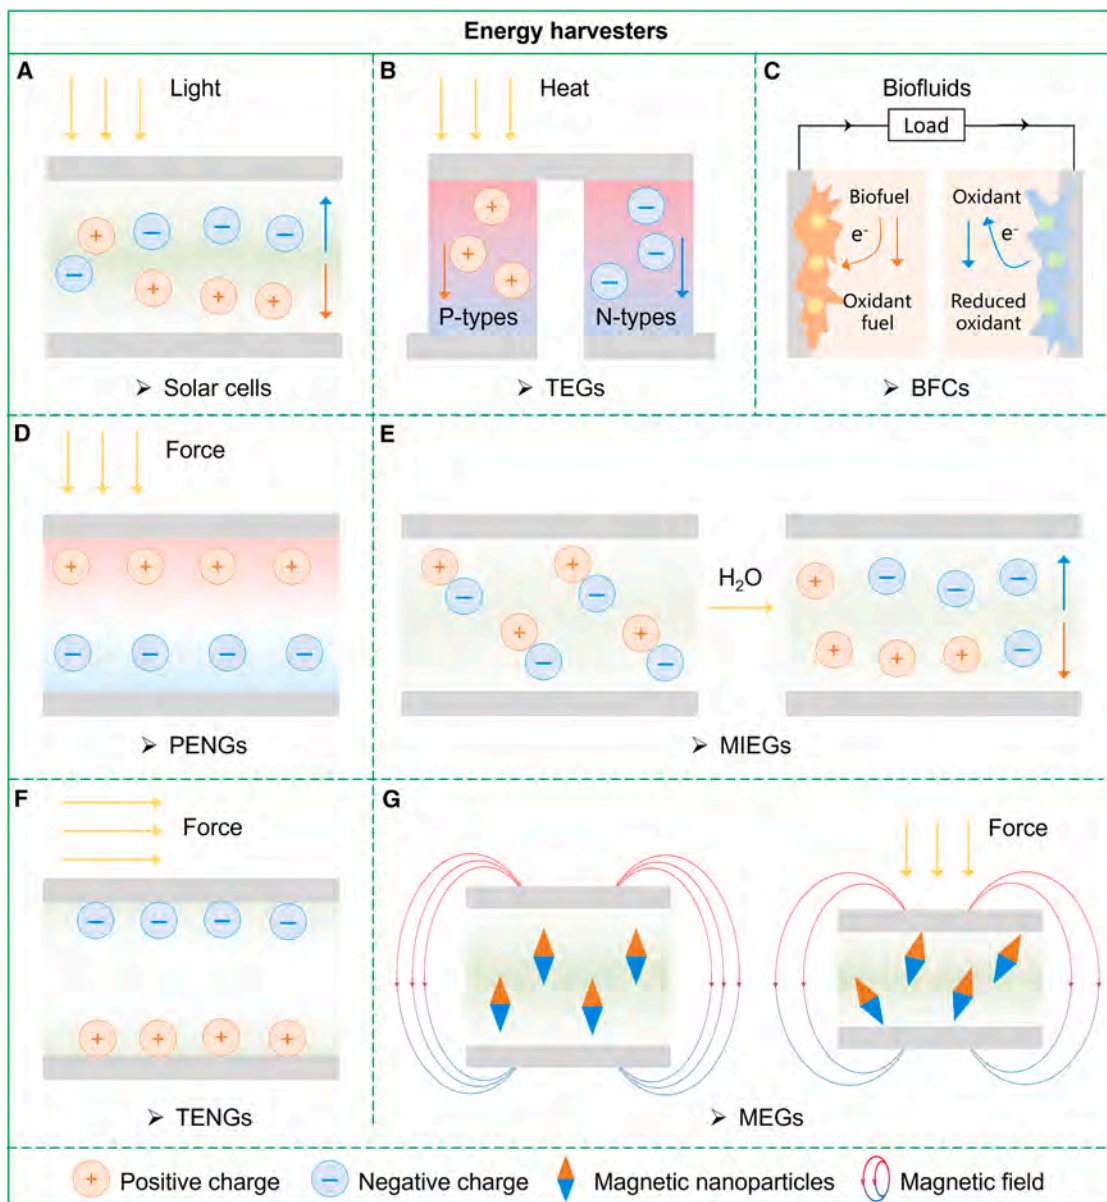 Energy harvesters
A
Light
+
−
−
−
−
+
+
+
➢ Solar cells
B
Heat
+
−
+
−
+
−
P-types
N-types
➢ TEGs
C
Biofluids
Load
Biofuel
Oxidant
e⁻
e⁻
Oxidant
fuel
Reduced
oxidant
➢ BFCs
D
Force
+ + + +
− − − −
➢ PENGs
E
+
−
+
−
+
−
+
−
H₂O
+
−
−
−
+
+
+
−
➢ MIEGs
F
Force
− − − −
+ + + +
➢ TENGs
G
Force
➢ MEGs
+ Positive charge
− Negative charge
Magnetic nanoparticles
Magnetic field